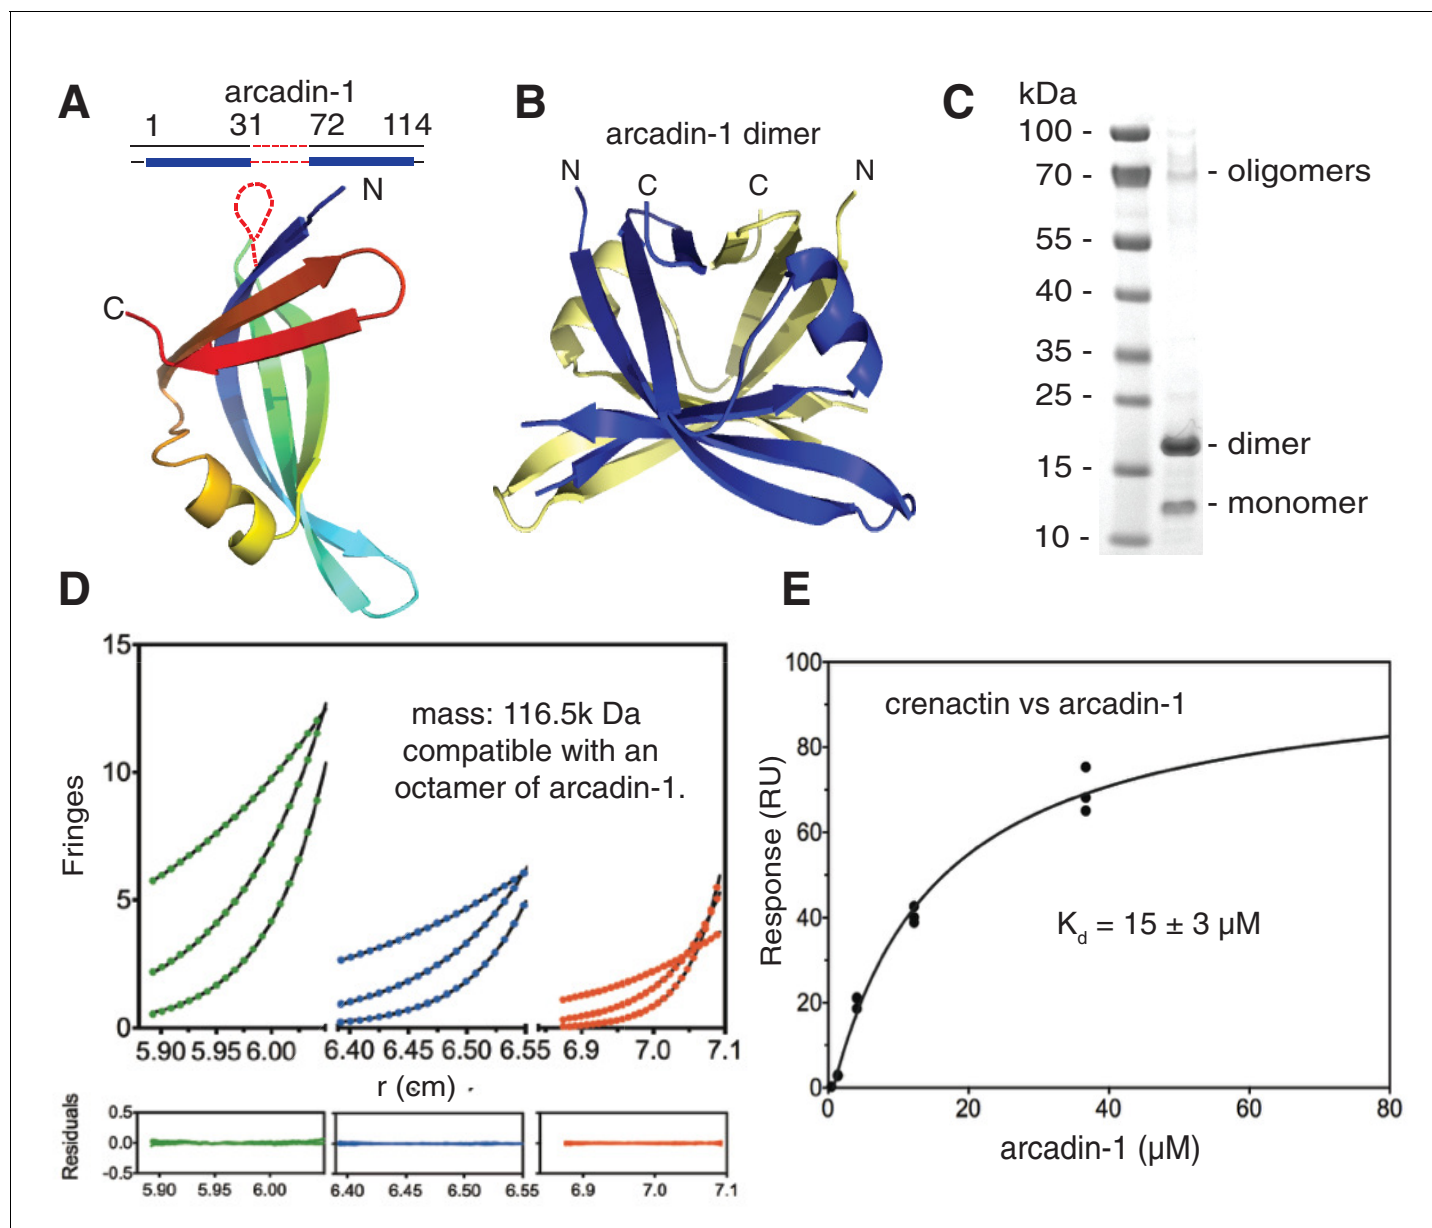 A
arcadin-1
1 31 72 114
N
C
B
arcadin-1 dimer
N C C N
C
kDa
100 -
70 -
55 -
40 -
35 -
25 -
15 -
10 -
- oligomers
- dimer
- monomer
D
15
10
5
0
Fringes
mass: 116.5k Da
compatible with an
octamer of arcadin-1.
5.90 5.95 6.00 6.40 6.45 6.50 6.55 6.9 7.0 7.1
r (cm)
Residuals
0.5
0.0
-0.5
5.90 5.95 6.00 6.40 6.45 6.50 6.55 6.9 7.0 7.1
E
100
80
60
40
20
0
Response (RU)
crenactin vs arcadin-1
Kd = 15 ± 3 µM
0 20 40 60 80
arcadin-1 (µM)